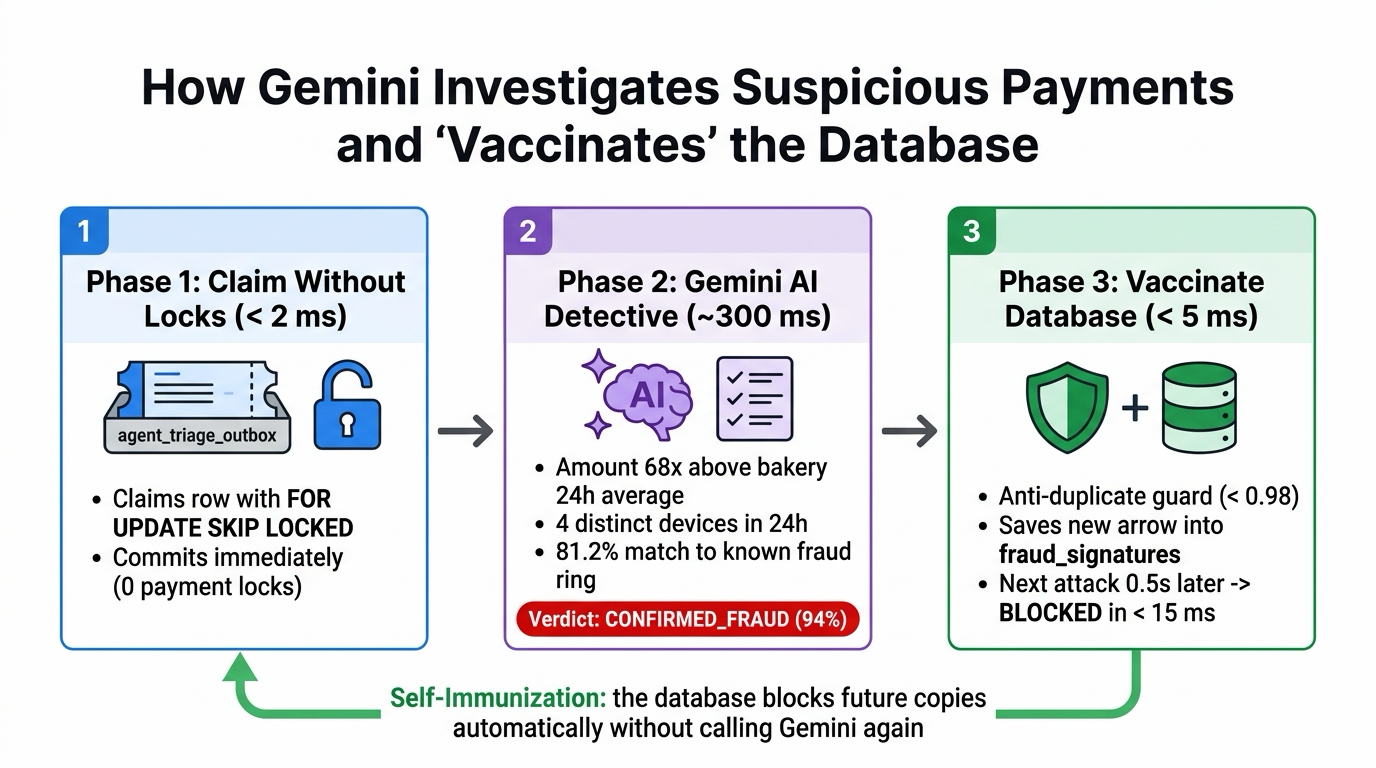 How Gemini Investigates Suspicious Payments
and ‘Vaccinates’ the Database
1
Phase 1: Claim Without
Locks (< 2 ms)
agent_triage_outbox
• Claims row with FOR
UPDATE SKIP LOCKED
• Commits immediately
(0 payment locks)
2
Phase 2: Gemini AI
Detective (~300 ms)
AI
• Amount 68x above bakery
24h average
• 4 distinct devices in 24h
• 81.2% match to known fraud
ring
Verdict: CONFIRMED_FRAUD (94%)
3
Phase 3: Vaccinate
Database (< 5 ms)
+
• Anti-duplicate guard (< 0.98)
• Saves new arrow into
fraud_signatures
• Next attack 0.5s later ->
BLOCKED in < 15 ms
Self-Immunization: the database blocks future copies
automatically without calling Gemini again